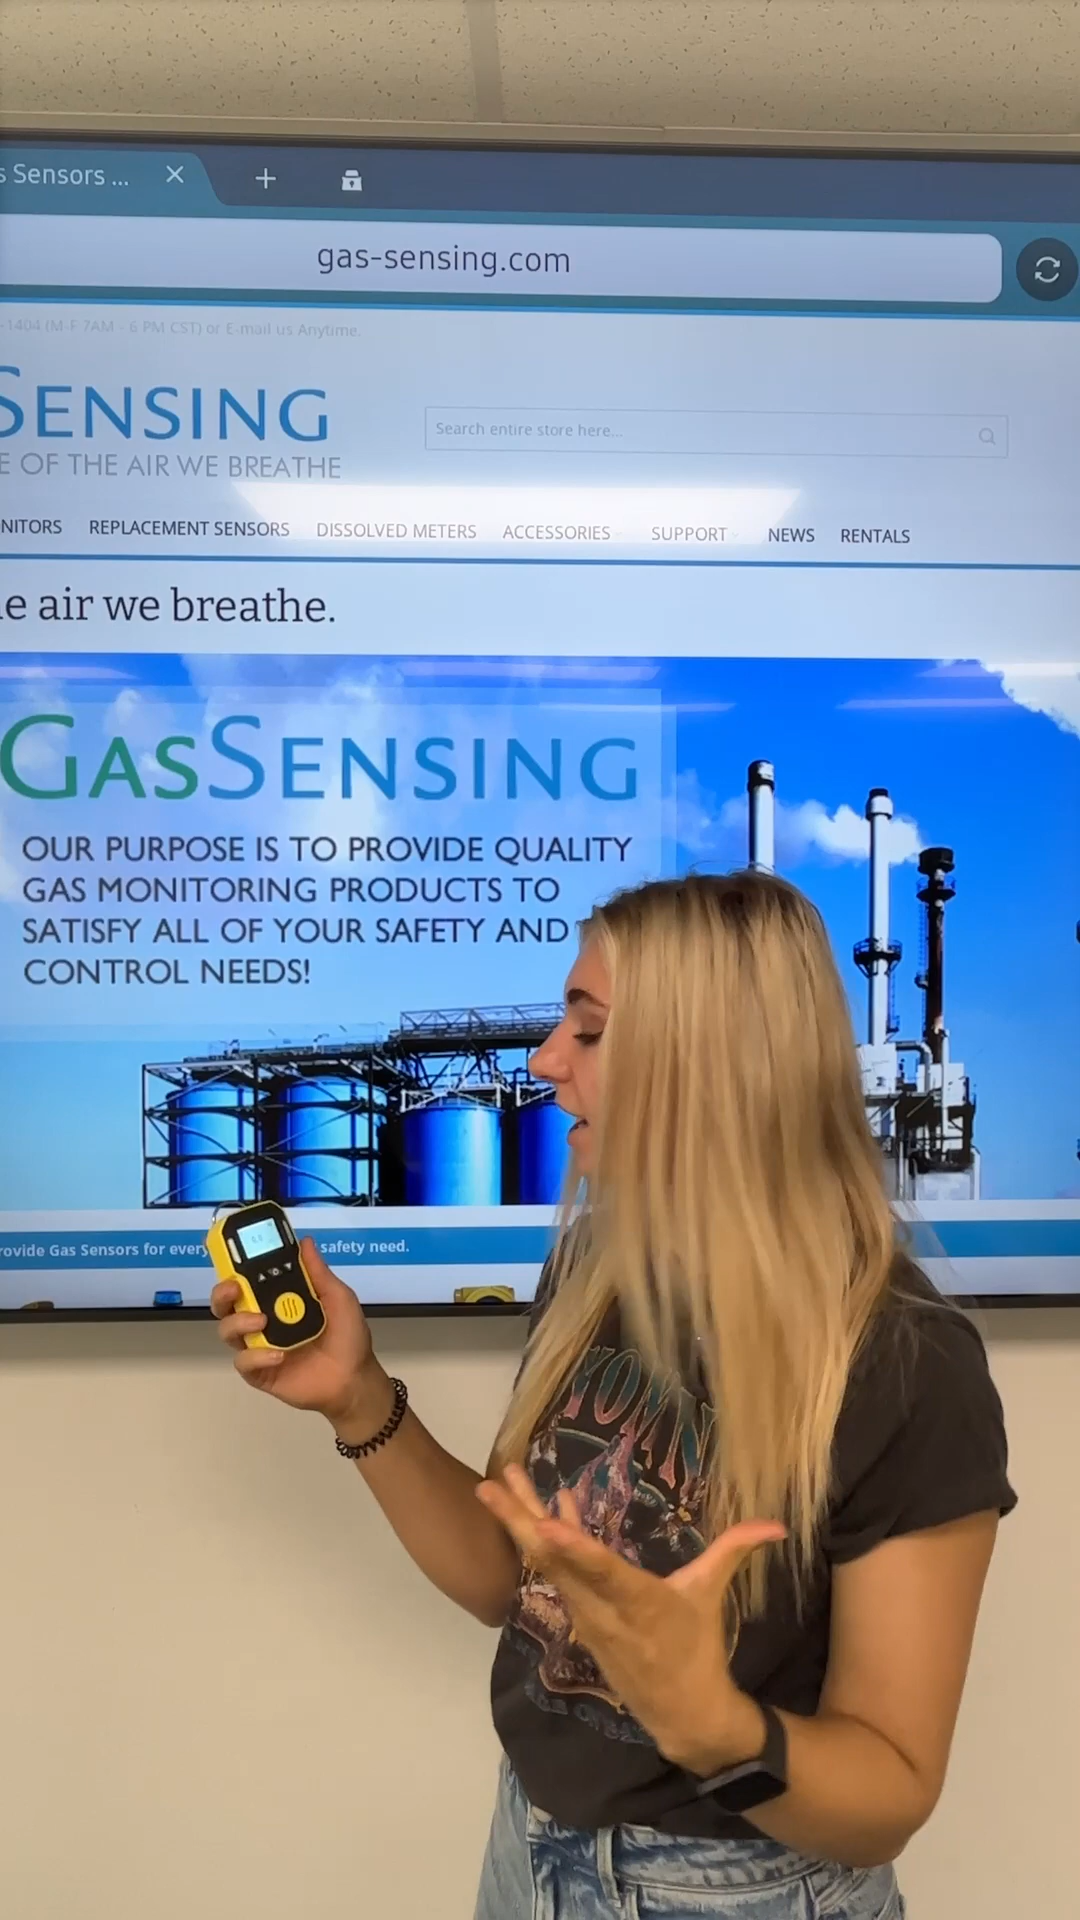 s Sensors ...
gas-sensing.com
-1404 (M-F 7AM - 6 PM CST) or E-mail us Anytime.
SENSING
E OF THE AIR WE BREATHE
Search entire store here...
NITORS REPLACEMENT SENSORS DISSOLVED METERS ACCESSORIES SUPPORT NEWS RENTALS
e air we breathe.
GASSENSING
OUR PURPOSE IS TO PROVIDE QUALITY
GAS MONITORING PRODUCTS TO
SATISFY ALL OF YOUR SAFETY AND
CONTROL NEEDS!
rovide Gas Sensors for every safety need.
YOMN